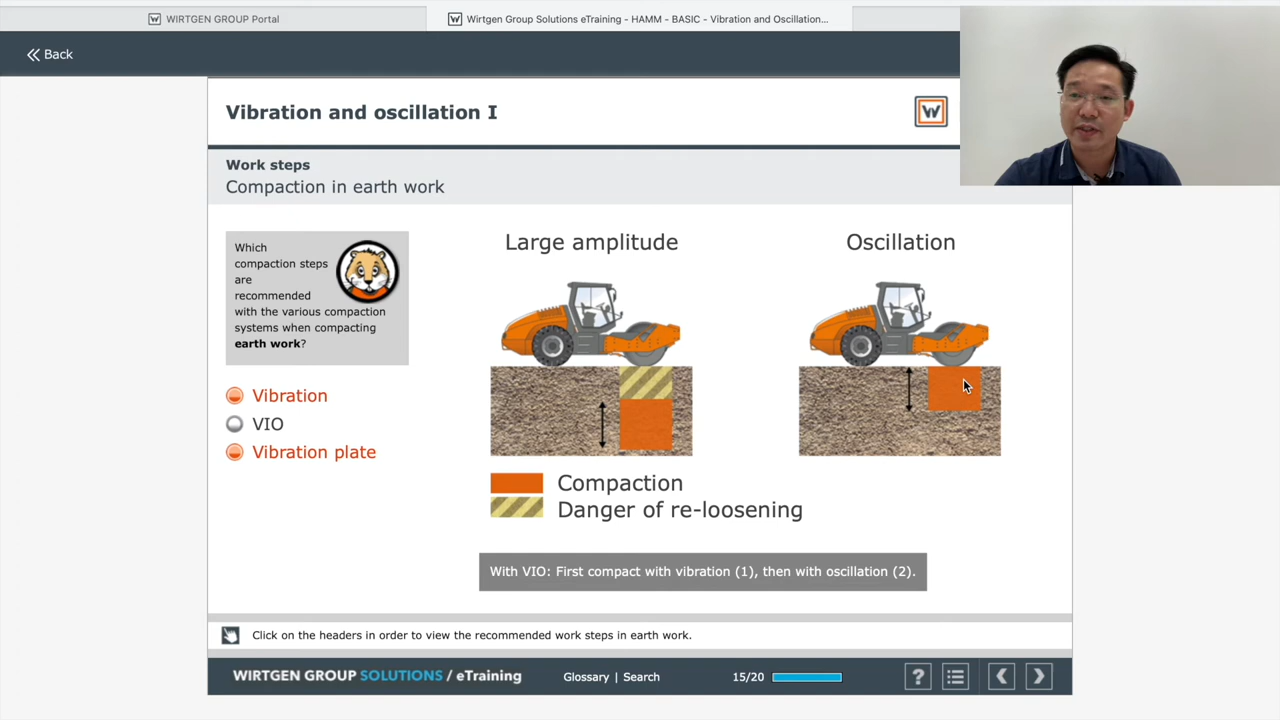 WIRTGEN GROUP Portal
Wirtgen Group Solutions eTraining - HAMM - BASIC - Vibration and Oscillation...
Back
Vibration and oscillation I
W
Work steps
Compaction in earth work
Which
compaction steps
are
recommended
with the various compaction
systems when compacting
earth work?
Vibration
VIO
Vibration plate
Large amplitude
Oscillation
Compaction
Danger of re-loosening
With VIO: First compact with vibration (1), then with oscillation (2).
Click on the headers in order to view the recommended work steps in earth work.
WIRTGEN GROUP SOLUTIONS / eTraining
Glossary | Search
15/20
?